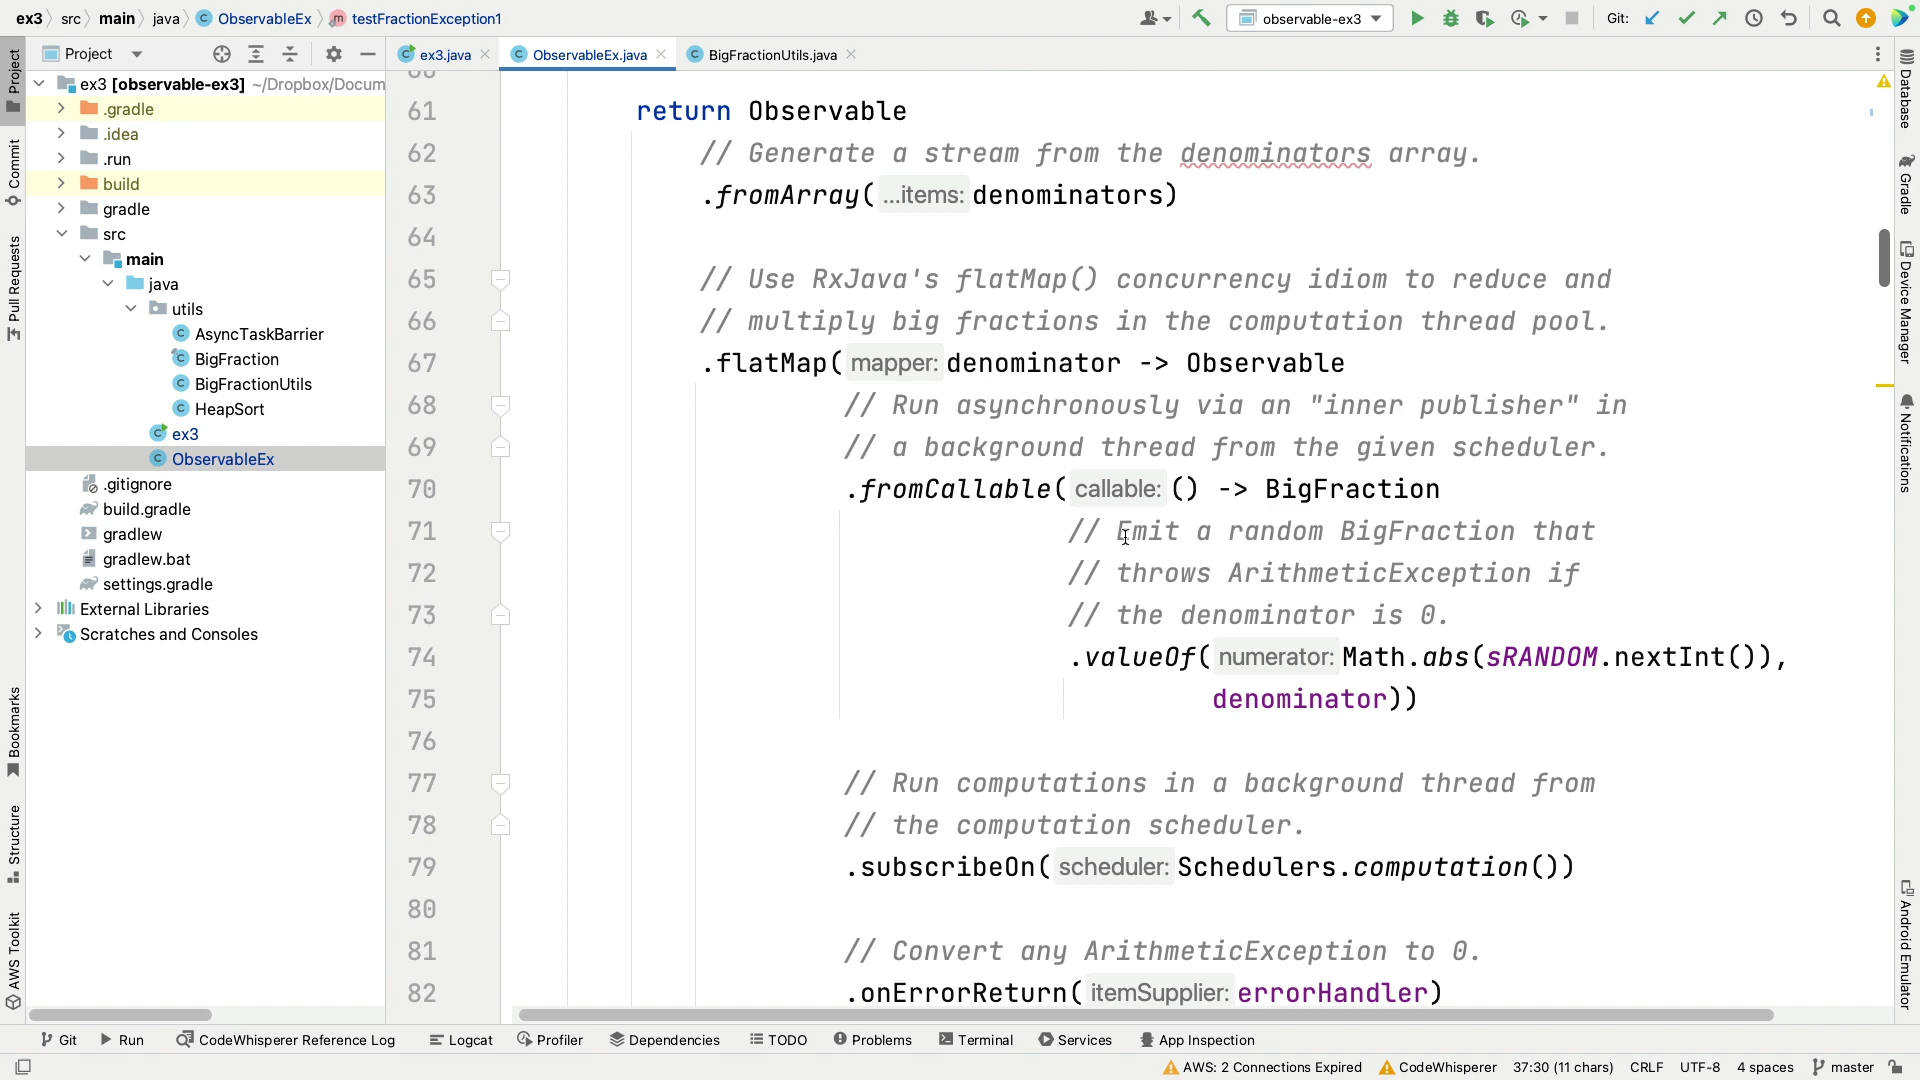 ex3 src main java ObservableEx testFractionException1
observable-ex3
Git:
Project
ex3.java
ObservableEx.java
BigFractionUtils.java
Project
Commit
Pull Requests
Bookmarks
Structure
AWS Toolkit
ex3 [observable-ex3] ~/Dropbox/Docum
.gradle
.idea
.run
build
gradle
src
main
java
utils
AsyncTaskBarrier
BigFraction
BigFractionUtils
HeapSort
ex3
ObservableEx
.gitignore
build.gradle
gradlew
gradlew.bat
settings.gradle
External Libraries
Scratches and Consoles
61 return Observable
62 // Generate a stream from the denominators array.
63 .fromArray( ...items: denominators)
64
65 // Use RxJava's flatMap() concurrency idiom to reduce and
66 // multiply big fractions in the computation thread pool.
67 .flatMap( mapper: denominator -> Observable
68 // Run asynchronously via an "inner publisher" in
69 // a background thread from the given scheduler.
70 .fromCallable( callable: () -> BigFraction
71 // Emit a random BigFraction that
72 // throws ArithmeticException if
73 // the denominator is 0.
74 .valueOf( numerator: Math.abs(sRANDOM.nextInt()),
75 denominator))
76
77 // Run computations in a background thread from
78 // the computation scheduler.
79 .subscribeOn( scheduler: Schedulers.computation())
80
81 // Convert any ArithmeticException to 0.
82 .onErrorReturn( itemSupplier: errorHandler)
Database
Gradle
Device Manager
Notifications
Android Emulator
Git Run CodeWhisperer Reference Log Logcat Profiler Dependencies TODO Problems Terminal Services App Inspection
AWS: 2 Connections Expired CodeWhisperer 37:30 (11 chars) CRLF UTF-8 4 spaces master